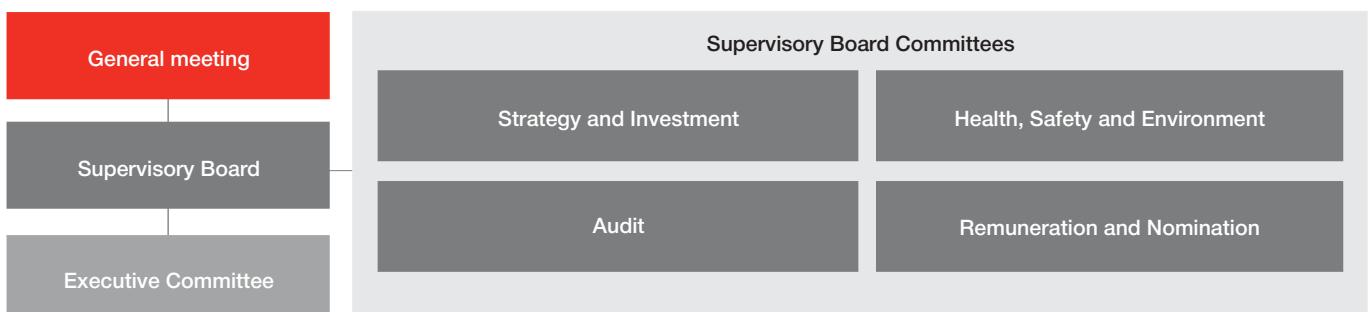 General meeting
Supervisory Board
Executive Committee
Supervisory Board Committees
Strategy and Investment
Health, Safety and Environment
Audit
Remuneration and Nomination